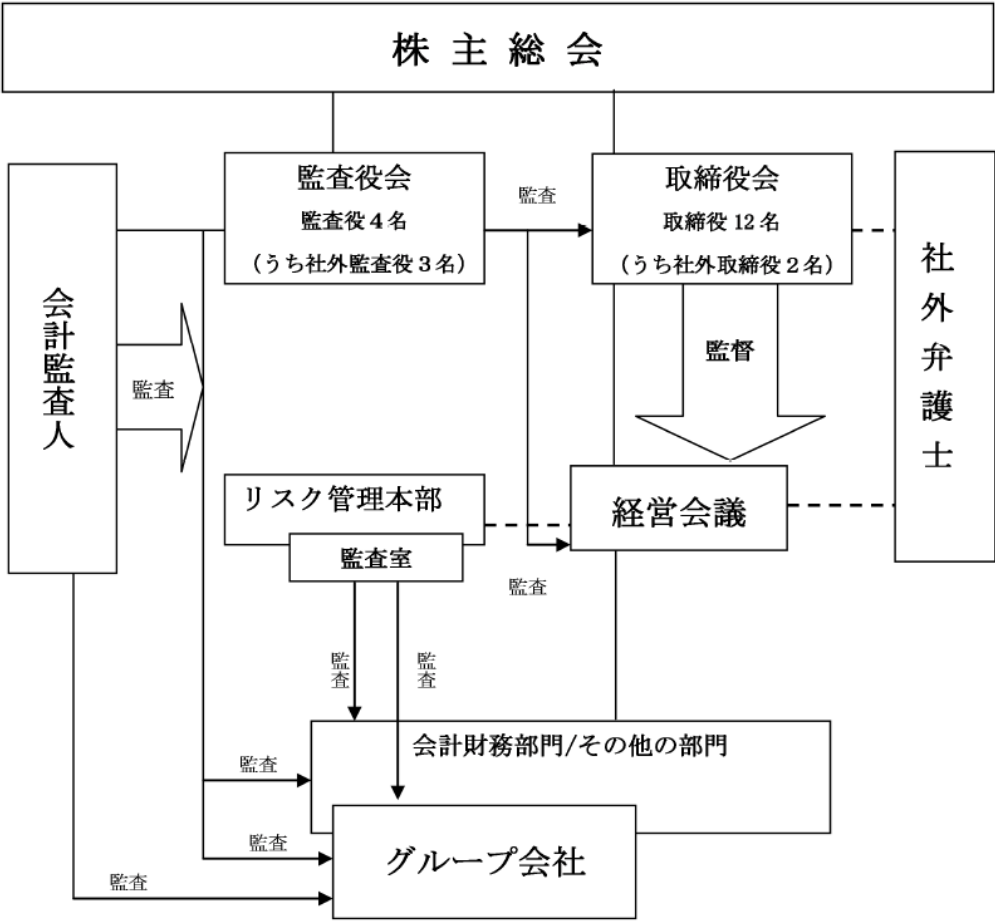 株主総会
監査役会
監査役４名
（うち社外監査役３名）
監査
取締役会
取締役 12 名
（うち社外取締役２名）
社外弁護士
会計監査人
監査
監督
リスク管理本部
監査室
経営会議
監査
監査
監査
会計財務部門/その他の部門
監査
監査
グループ会社
監査